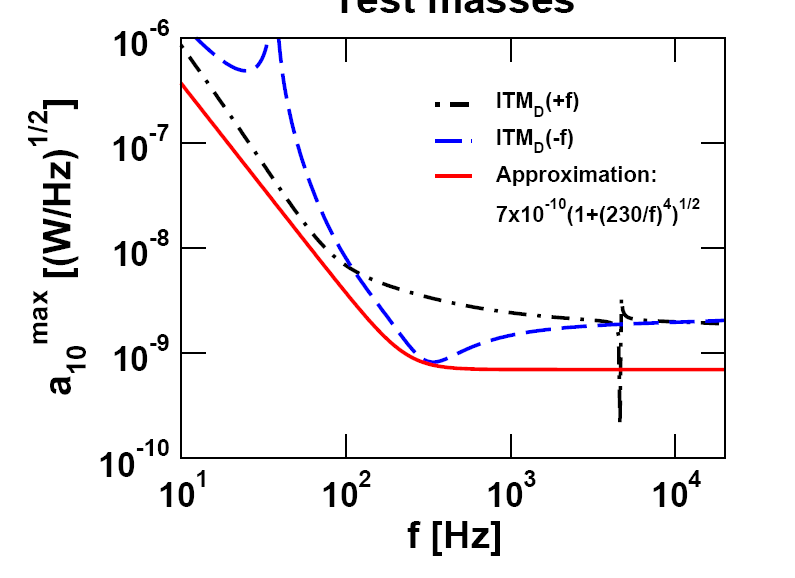 Test masses
10^-6
10^-7
10^-8
10^-9
10^-10
a_10^max [(W/Hz)^1/2]
ITM_D(+f)
ITM_D(-f)
Approximation:
7x10^-10(1+(230/f)^4)^1/2
10^1 10^2 10^3 10^4
f [Hz]